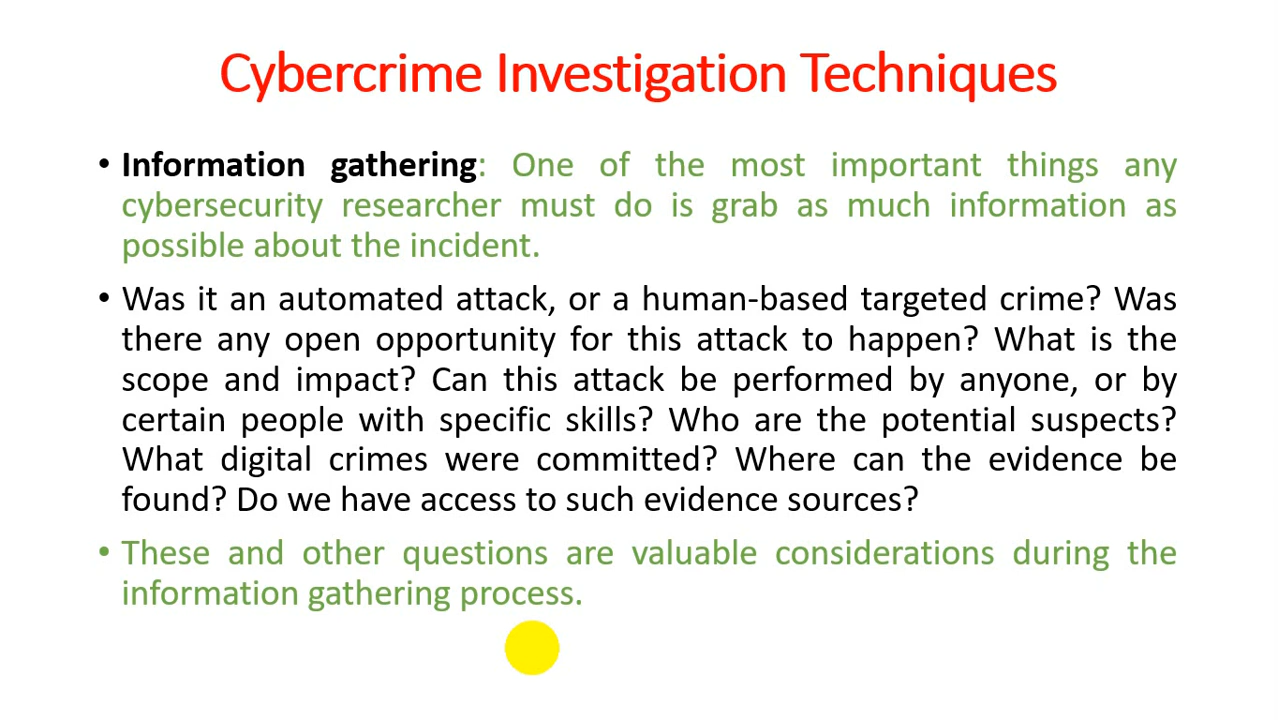 Cybercrime Investigation Techniques
• Information gathering: One of the most important things any
cybersecurity researcher must do is grab as much information as
possible about the incident.
• Was it an automated attack, or a human-based targeted crime? Was
there any open opportunity for this attack to happen? What is the
scope and impact? Can this attack be performed by anyone, or by
certain people with specific skills? Who are the potential suspects?
What digital crimes were committed? Where can the evidence be
found? Do we have access to such evidence sources?
• These and other questions are valuable considerations during the
information gathering process.